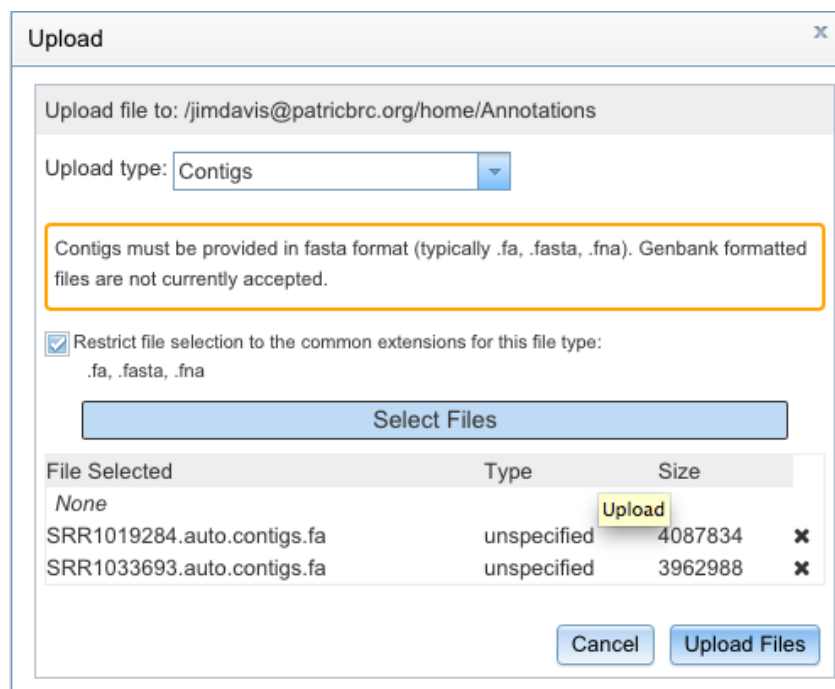 Upload
x
Upload file to: /jimdavis@patricbrc.org/home/Annotations
Upload type: Contigs
Contigs must be provided in fasta format (typically .fa, .fasta, .fna). Genbank formatted
files are not currently accepted.
Restrict file selection to the common extensions for this file type:
.fa, .fasta, .fna
Select Files
File Selected Type Size
None
Upload
SRR1019284.auto.contigs.fa unspecified 4087834 ✖
SRR1033693.auto.contigs.fa unspecified 3962988 ✖
Cancel Upload Files